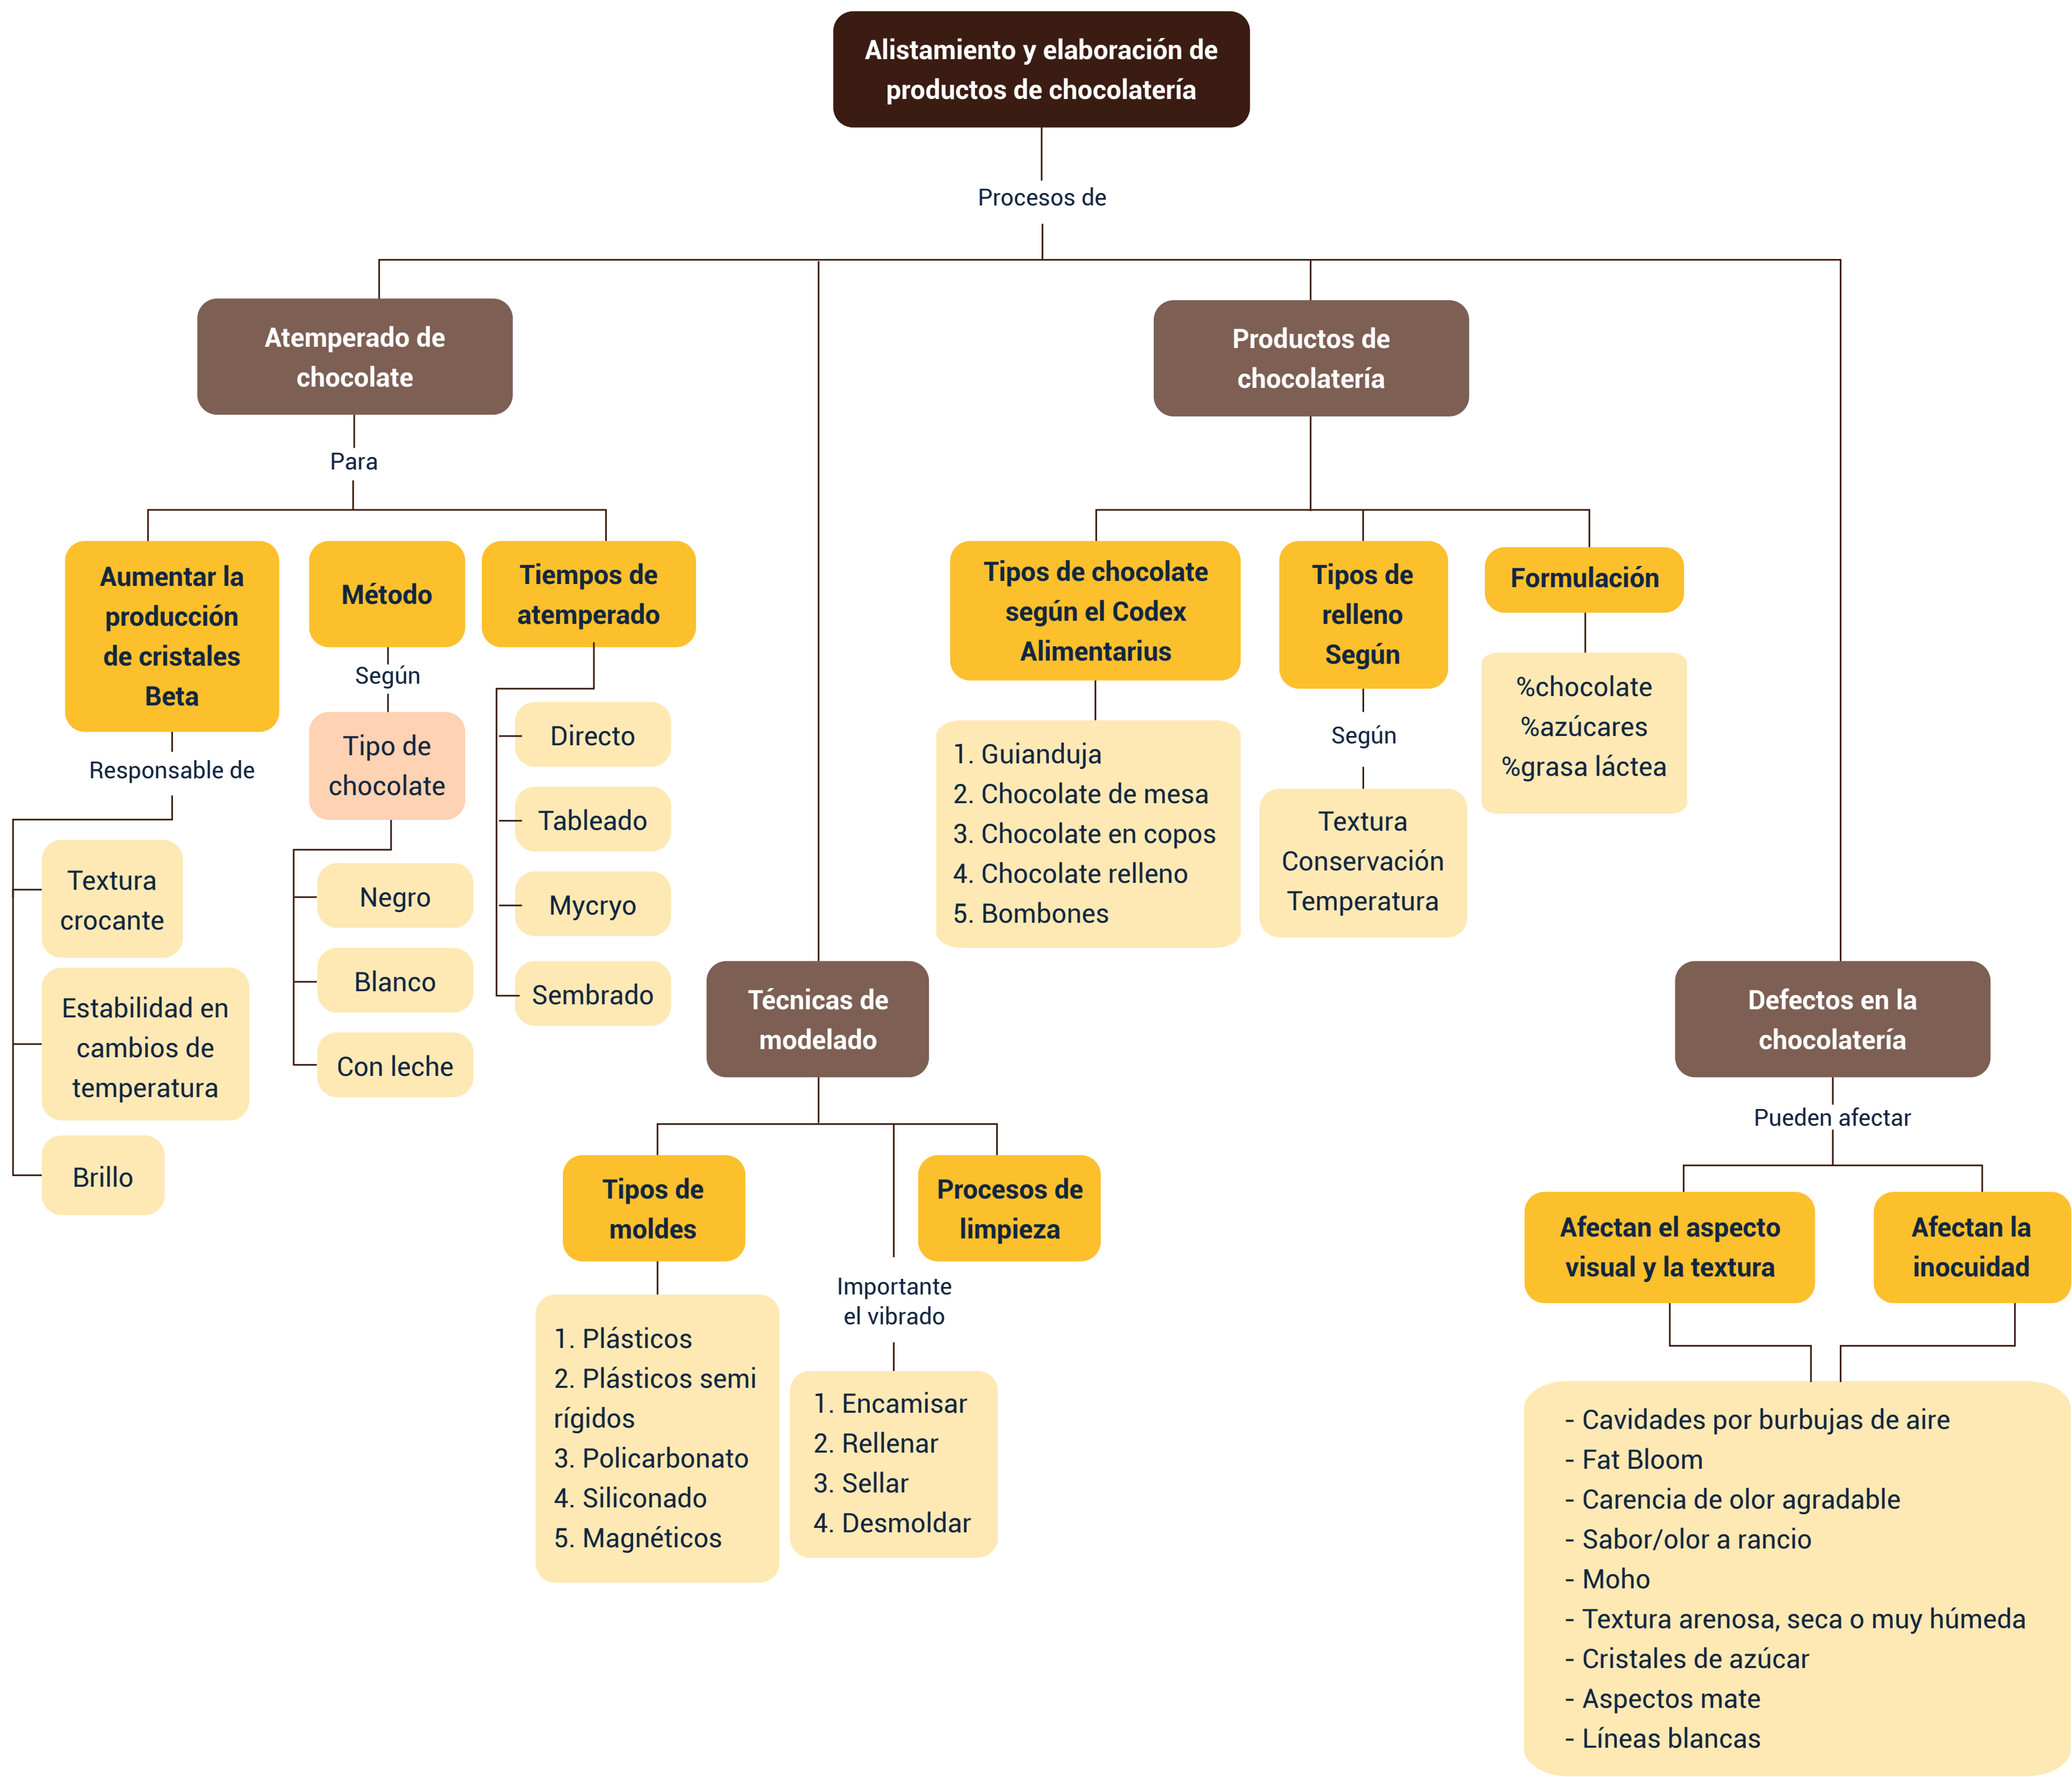 Alistamiento y elaboración de
productos de chocolatería
Procesos de
Atemperado de
chocolate
Para
Aumentar la
producción
de cristales
Beta
Responsable de
Textura
crocante
Estabilidad en
cambios de
temperatura
Brillo
Método
Según
Tipo de
chocolate
Negro
Blanco
Con leche
Tiempos de
atemperado
Directo
Tableado
Mycryo
Sembrado
Técnicas de
modelado
Tipos de
moldes
1. Plásticos
2. Plásticos semi
rígidos
3. Policarbonato
4. Siliconado
5. Magnéticos
Importante
el vibrado
1. Encamisar
2. Rellenar
3. Sellar
4. Desmoldar
Procesos de
limpieza
Productos de
chocolatería
Tipos de chocolate
según el Codex
Alimentarius
1. Guianduja
2. Chocolate de mesa
3. Chocolate en copos
4. Chocolate relleno
5. Bombones
Tipos de
relleno
Según
Según
Textura
Conservación
Temperatura
Formulación
%chocolate
%azúcares
%grasa láctea
Defectos en la
chocolatería
Pueden afectar
Afectan el aspecto
visual y la textura
Afectan la
inocuidad
- Cavidades por burbujas de aire
- Fat Bloom
- Carencia de olor agradable
- Sabor/olor a rancio
- Moho
- Textura arenosa, seca o muy húmeda
- Cristales de azúcar
- Aspectos mate
- Líneas blancas